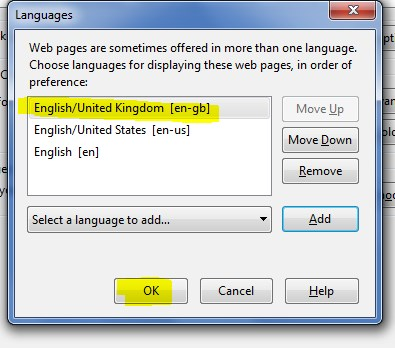 Languages
Web pages are sometimes offered in more than one language.
Choose languages for displaying these web pages, in order of
preference:
English/United Kingdom [en-gb]
English/United States [en-us]
English [en]
Move Up
Move Down
Remove
Select a language to add...
Add
OK
Cancel
Help